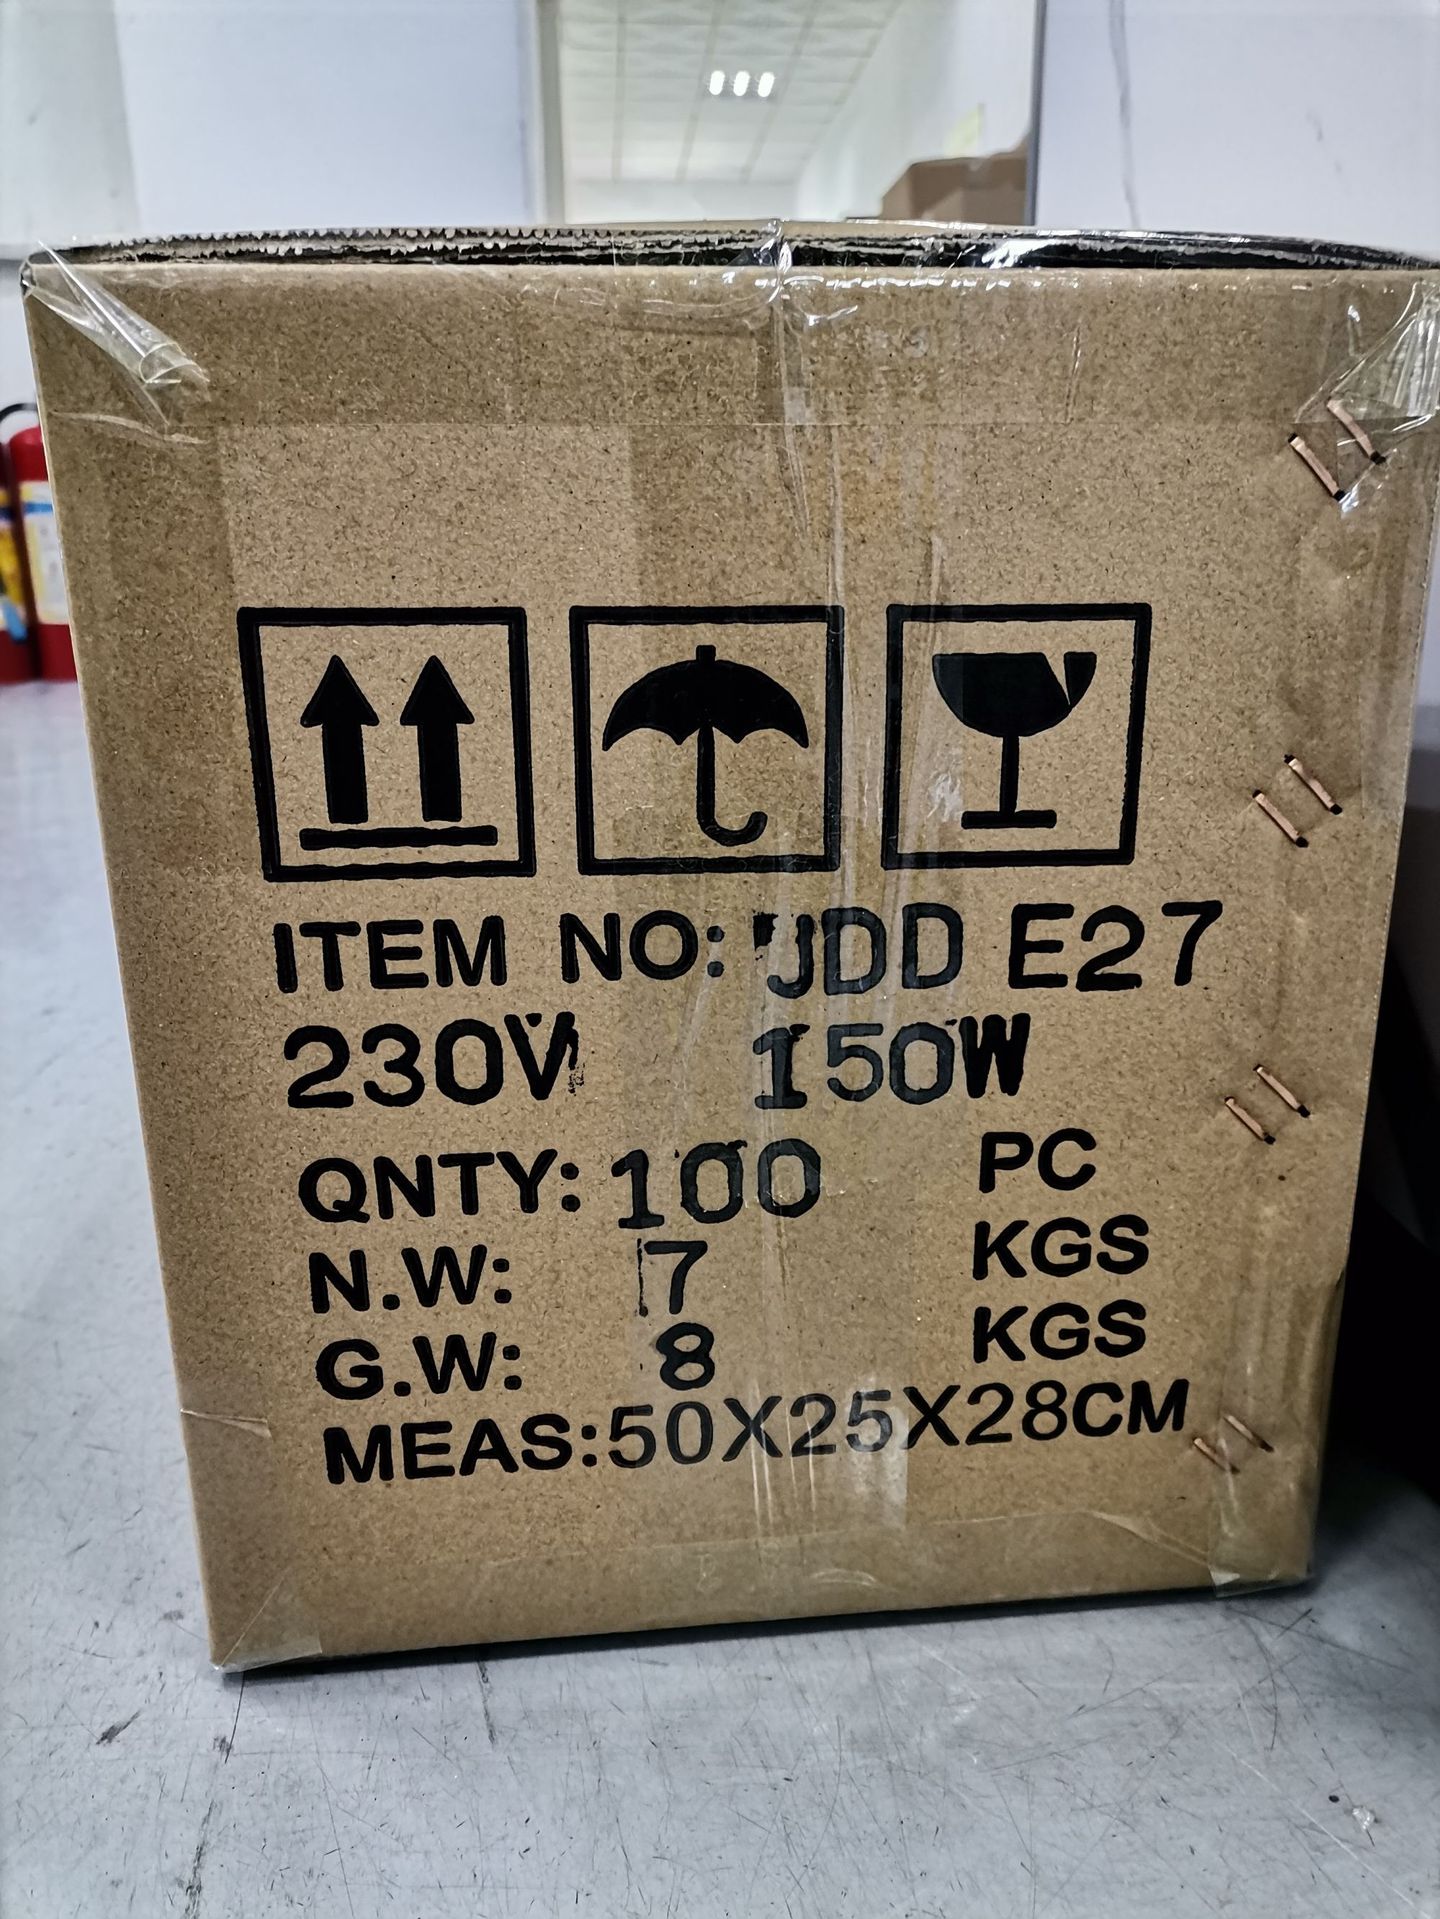 ITEM NO: JDD E27
230V 150W
QNTY: 100 PC
N.W: 7 KGS
G.W: 8 KGS
MEAS:50X25X28CM